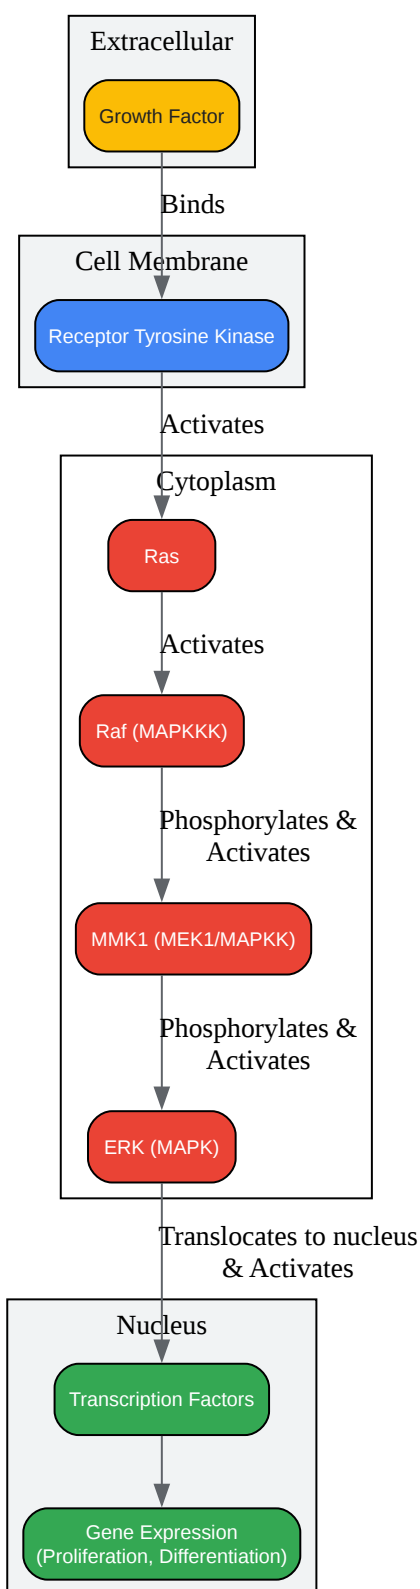 Extracellular
Growth Factor
Binds
Cell Membrane
Receptor Tyrosine Kinase
Activates
Cytoplasm
Ras
Activates
Raf (MAPKKK)
Phosphorylates &
Activates
MMK1 (MEK1/MAPKK)
Phosphorylates &
Activates
ERK (MAPK)
Translocates to nucleus
& Activates
Nucleus
Transcription Factors
Gene Expression
(Proliferation, Differentiation)